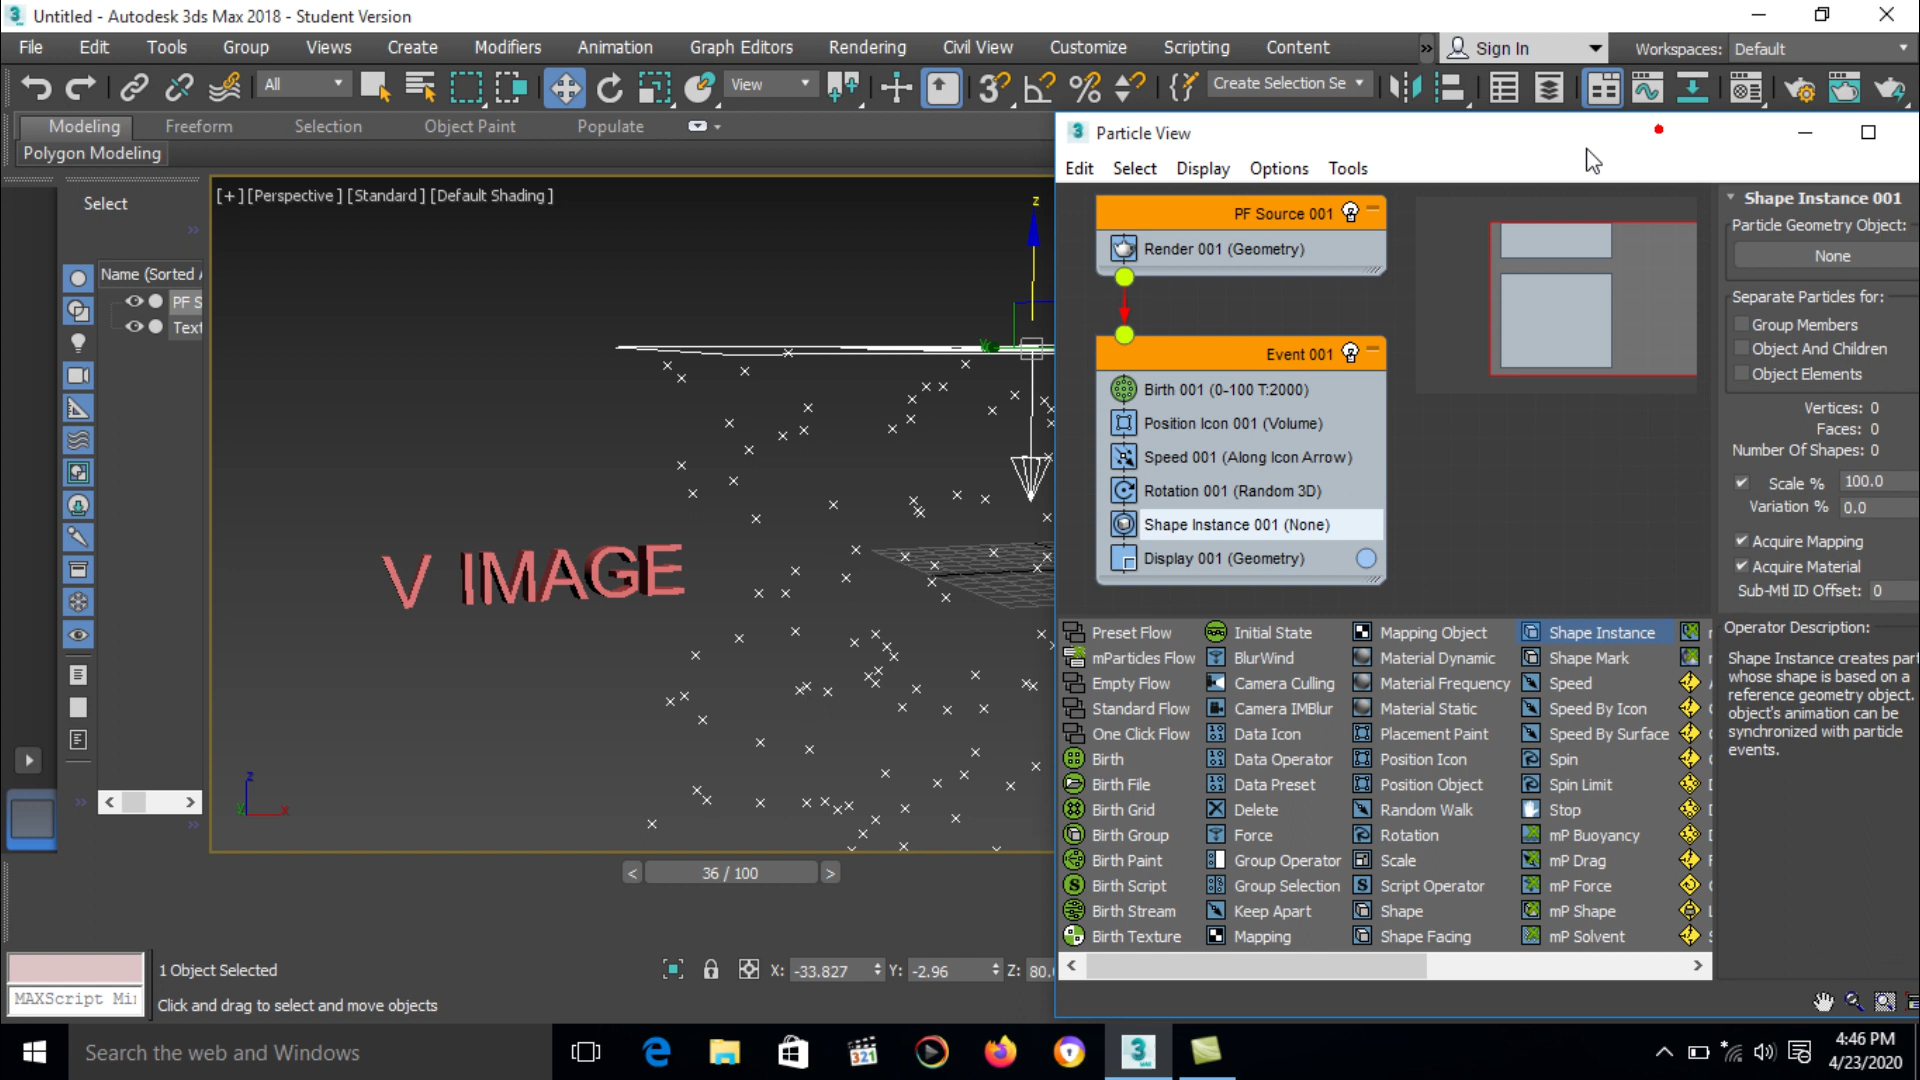 Untitled - Autodesk 3ds Max 2018 - Student Version
File Edit Tools Group Views Create Modifiers Animation Graph Editors Rendering Civil View Customize Scripting Content
Sign In
Workspaces: Default
All
View
Create Selection Se
Modeling Freeform Selection Object Paint Populate
Polygon Modeling
Particle View
Edit Select Display Options Tools
Select
[+] [Perspective ] [Standard ] [Default Shading ]
Name (Sorted
PF S
Text
z
V IMAGE
z
y
x
PF Source 001
Render 001 (Geometry)
Event 001
Birth 001 (0-100 T:2000)
Position Icon 001 (Volume)
Speed 001 (Along Icon Arrow)
Rotation 001 (Random 3D)
Shape Instance 001 (None)
Display 001 (Geometry)
Shape Instance 001
Particle Geometry Object:
None
Separate Particles for:
Group Members
Object And Children
Object Elements
Vertices: 0
Faces: 0
Number Of Shapes: 0
Scale % 100.0
Variation % 0.0
Acquire Mapping
Acquire Material
Sub-Mtl ID Offset: 0
Operator Description:
Shape Instance creates part
whose shape is based on a
reference geometry object.
object's animation can be
synchronized with particle
events.
Preset Flow Initial State Mapping Object Shape Instance
mParticles Flow BlurWind Material Dynamic Shape Mark
Empty Flow Camera Culling Material Frequency Speed
Standard Flow Camera IMBlur Material Static Speed By Icon
One Click Flow Data Icon Placement Paint Speed By Surface
Birth Data Operator Position Icon Spin
Birth File Data Preset Position Object Spin Limit
Birth Grid Delete Random Walk Stop
Birth Group Force Rotation mP Buoyancy
Birth Paint Group Operator Scale mP Drag
Birth Script Group Selection Script Operator mP Force
Birth Stream Keep Apart Shape mP Shape
Birth Texture Mapping Shape Facing mP Solvent
< 36 / 100 >
1 Object Selected
X: -33.827 Y: -2.96 Z: 80.
MAXScript Mi
Click and drag to select and move objects
Search the web and Windows
321
4:46 PM
4/23/2020